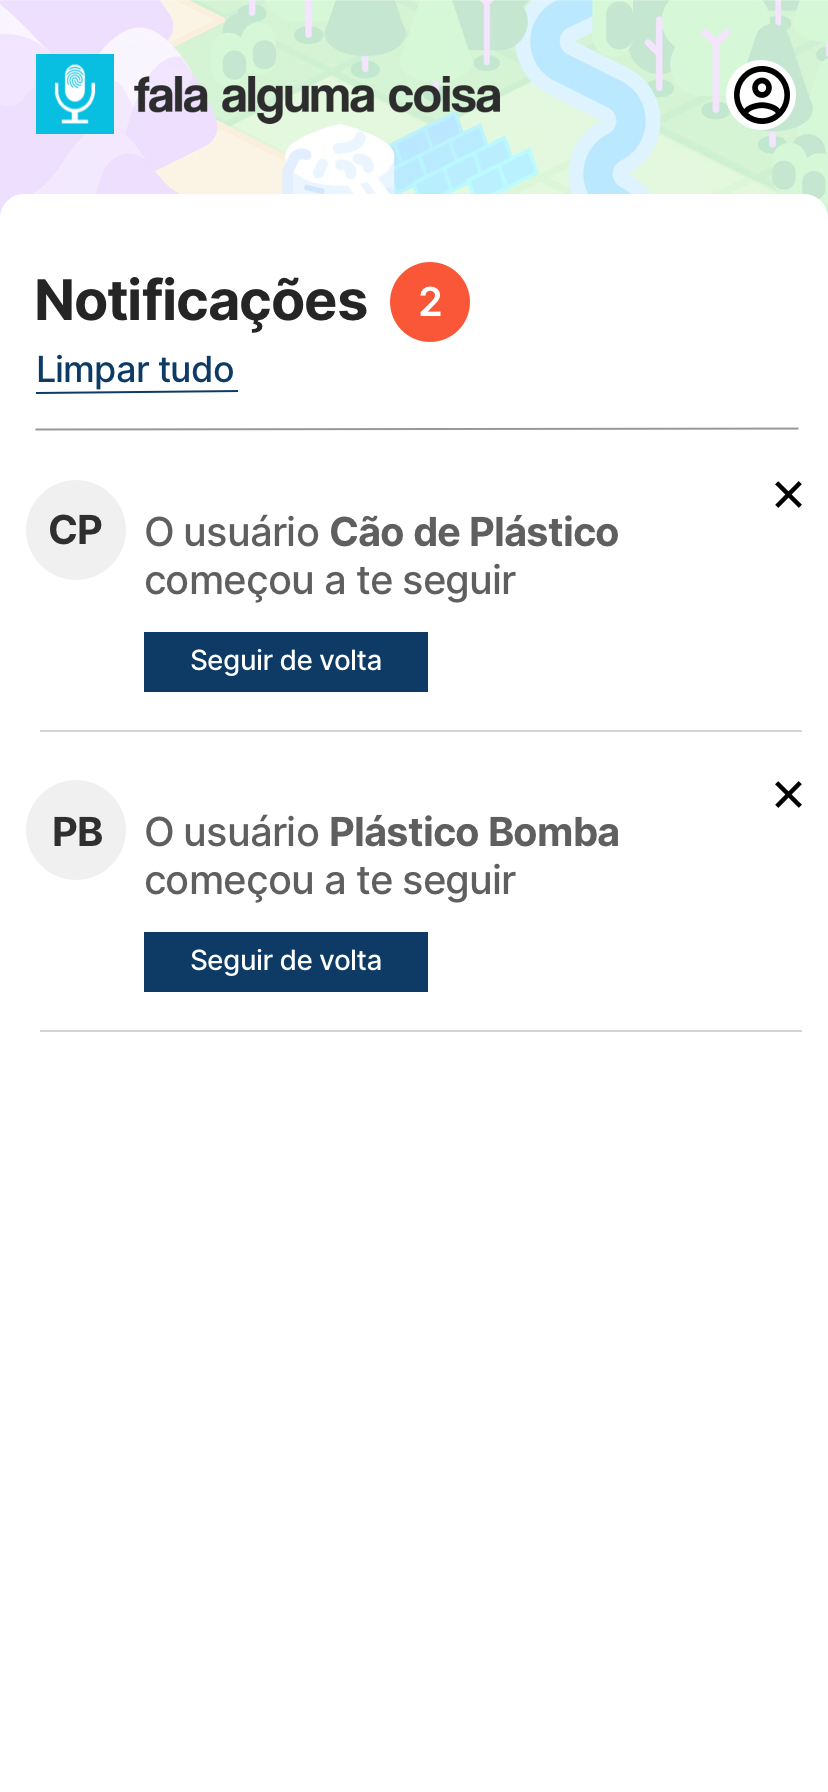 fala alguma coisa
Notificações 2
Limpar tudo
CP
O usuário Cão de Plástico
começou a te seguir
Seguir de volta
PB
O usuário Plástico Bomba
começou a te seguir
Seguir de volta